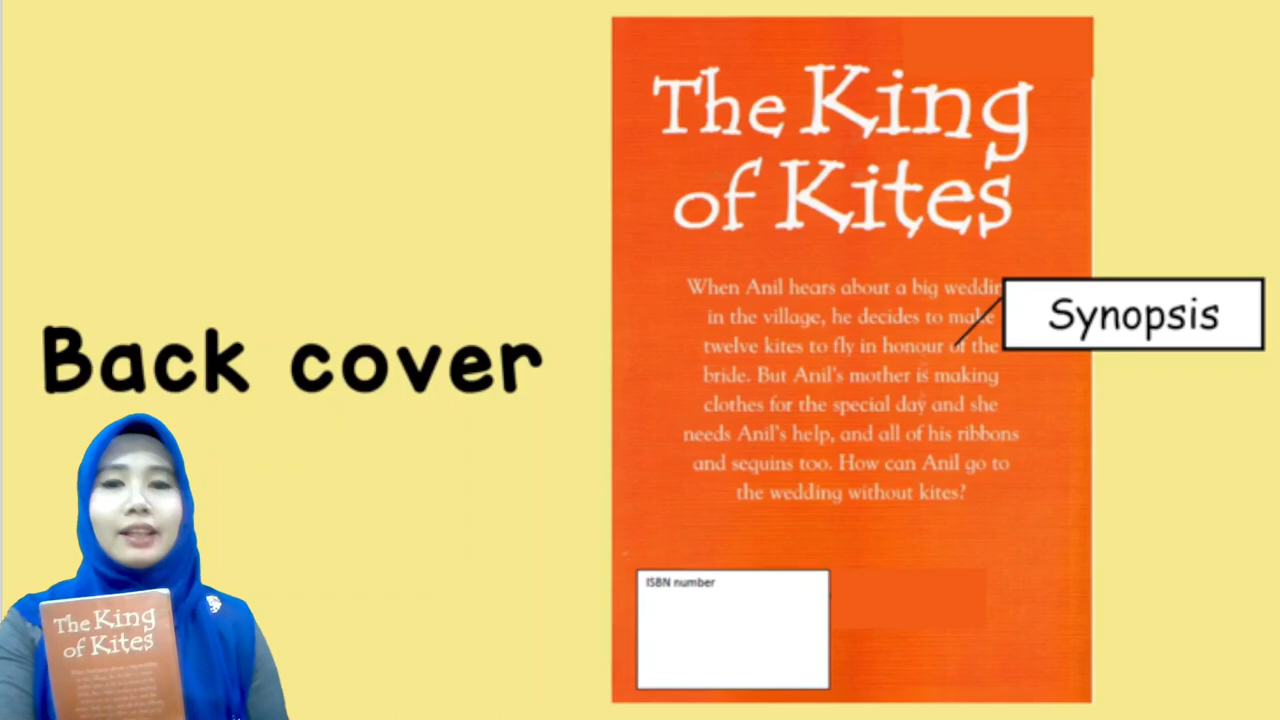 Back cover
The King
of Kites
When Anil hears about a big weddin
in the village, he decides to make
twelve kites to fly in honour of the
bride. But Anil's mother is making
clothes for the special day and she
needs Anil's help, and all of his ribbons
and sequins too. How can Anil go to
the wedding without kites?
Synopsis
ISBN number
The King
of Kites